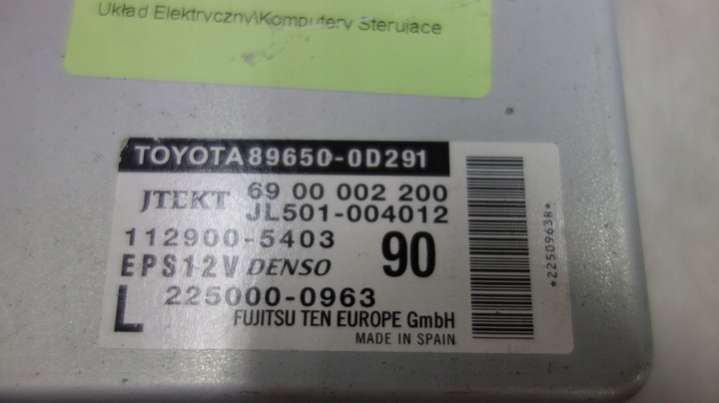 Układ Elektryczny\Komputery Sterujące
TOYOTA 89650-0D291
JTEKT 69 00 002 200
JL501-004012
112900-5403
90
EPS12V DENSO
L 225000-0963
FUJITSU TEN EUROPE GmbH
MADE IN SPAIN
*22509638*